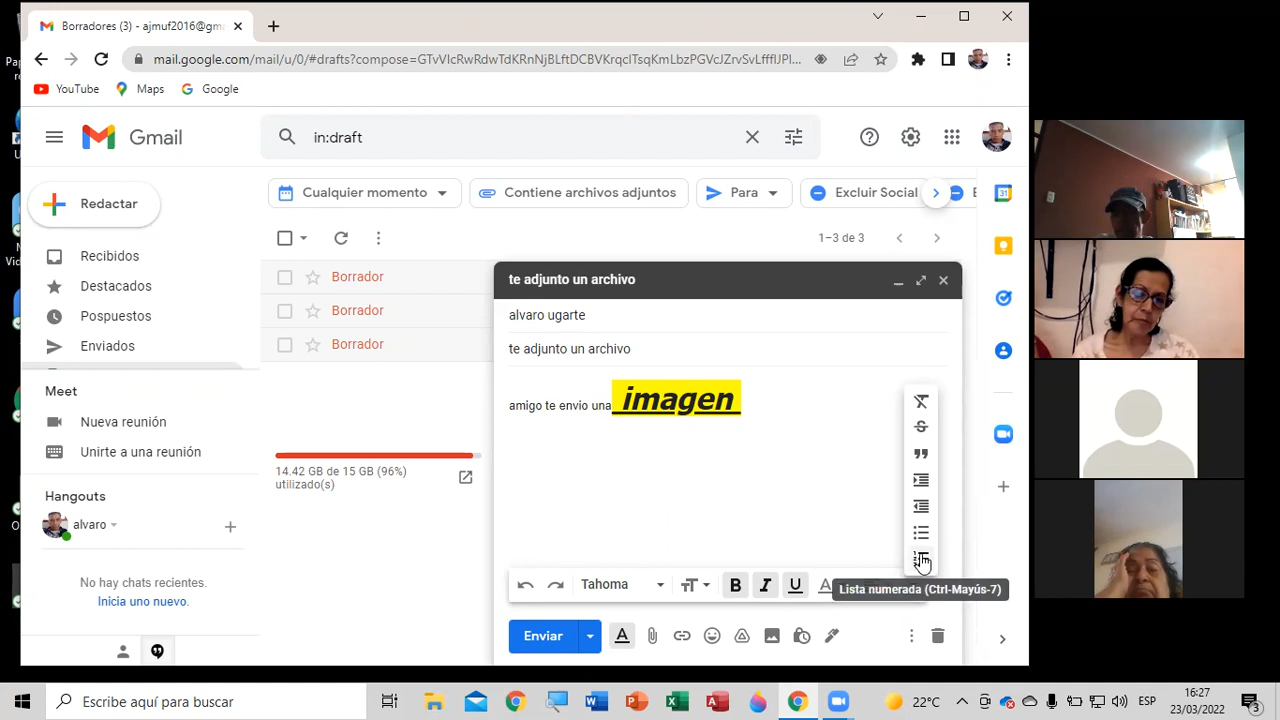 Borradores (3) - ajmuf2016@gma
mail.google.com/mail/u/0/#drafts?compose=
YouTube
Maps
Google
Gmail
in:draft
Redactar
Cualquier momento
Contiene archivos adjuntos
Para
Excluir Social
Recibidos
Destacados
Pospuestos
Enviados
1–3 de 3
Borrador
Borrador
Borrador
te adjunto un archivo
alvaro ugarte
te adjunto un archivo
amigo te envio una imagen
Meet
Nueva reunión
Unirte a una reunión
14.42 GB de 15 GB (96%)
utilizado(s)
Hangouts
alvaro
No hay chats recientes.
Inicia uno nuevo.
Tahoma
B I U A
Lista numerada (Ctrl-Mayús-7)
Enviar
Escribe aquí para buscar
22°C
ESP
16:27
23/03/2022
3